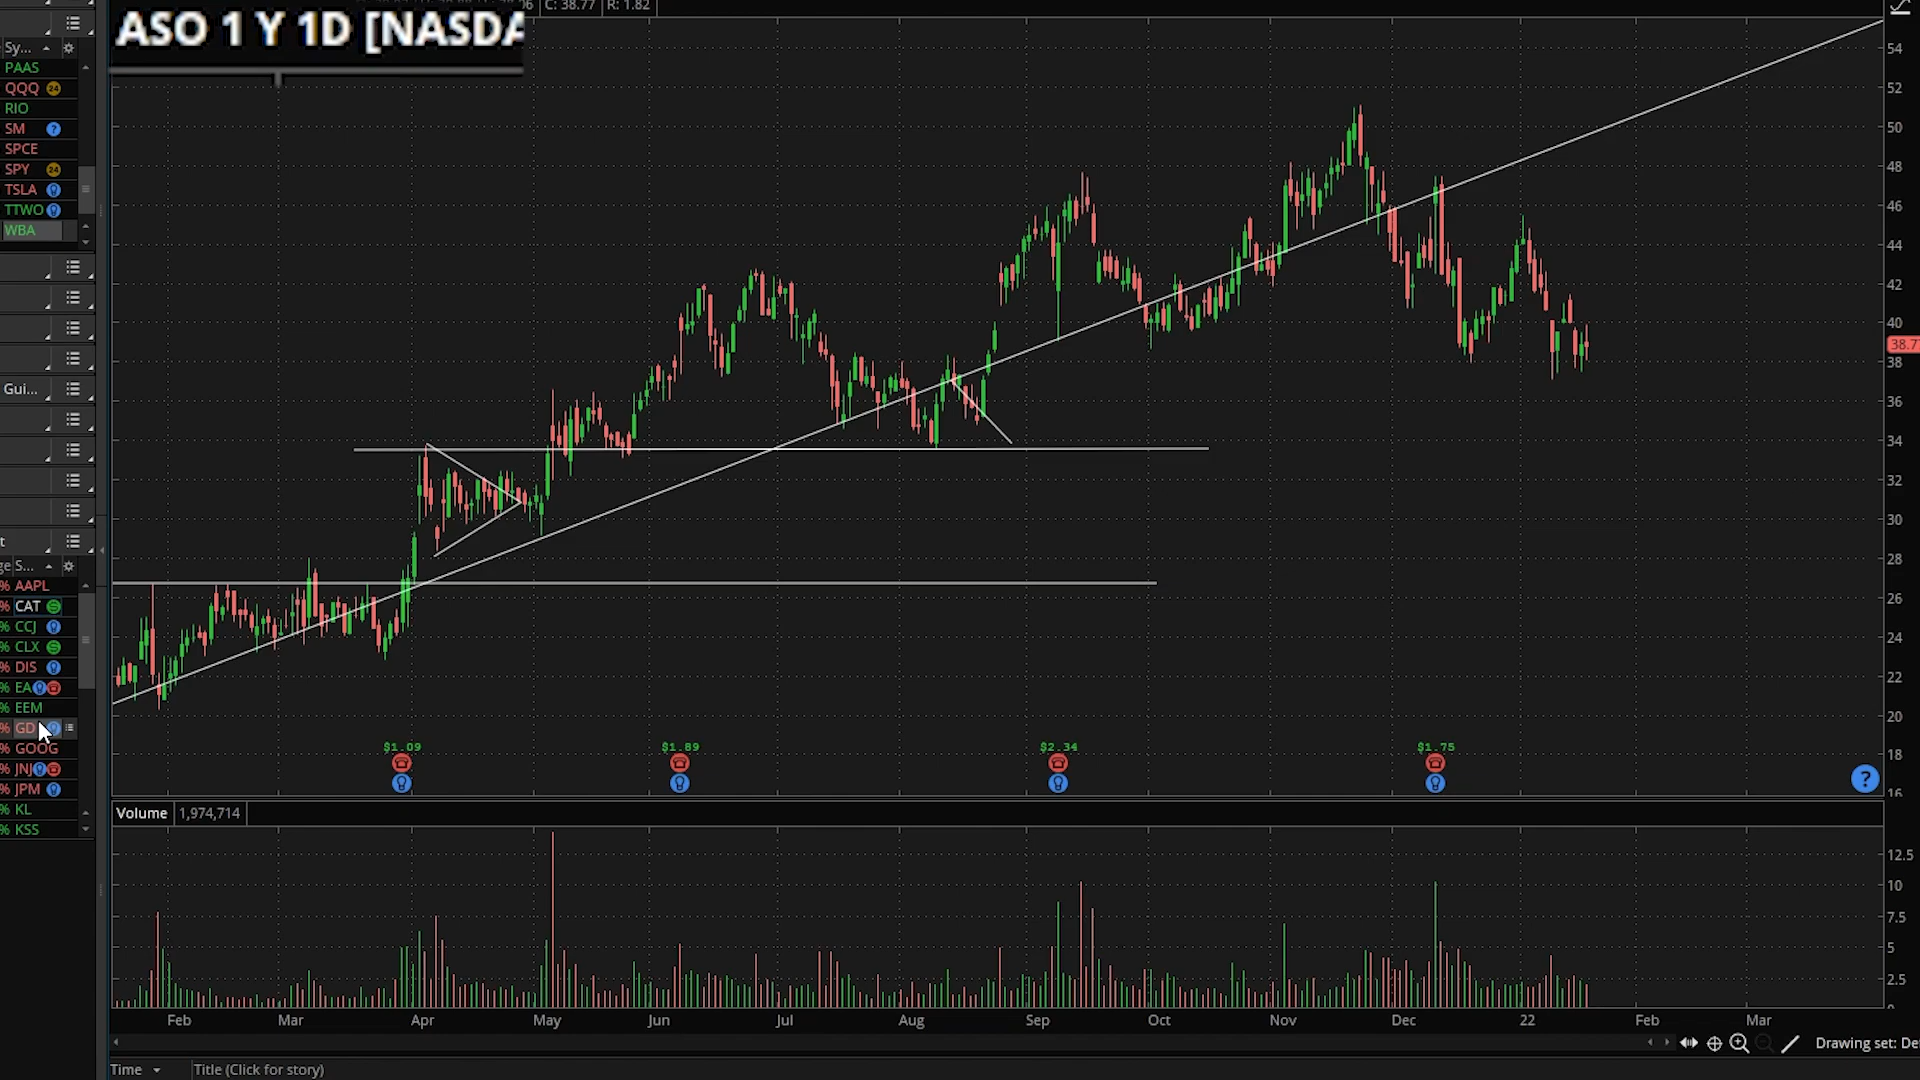 C: 38.77 R: 1.82
ASO 1 Y 1D [NASDA
Sy...
PAAS
QQQ 24
RIO
SM ?
SPCE
SPY 24
TSLA
TTWO
WBA
Gui...
t
ge S...
% AAPL
% CAT S
% CCJ
% CLX S
% DIS
% EA
% EEM
% GD
% GOOG
% JNJ
% JPM
% KL
% KSS
54
52
50
48
46
44
42
40
38.7
38
36
34
32
30
28
26
24
22
20
18
16
$1.09 $1.89 $2.34 $1.75
?
Volume 1,974,714
12.5
10
7.5
5
2.5
Feb Mar Apr May Jun Jul Aug Sep Oct Nov Dec 22 Feb Mar
Drawing set: De
Time Title (Click for story)